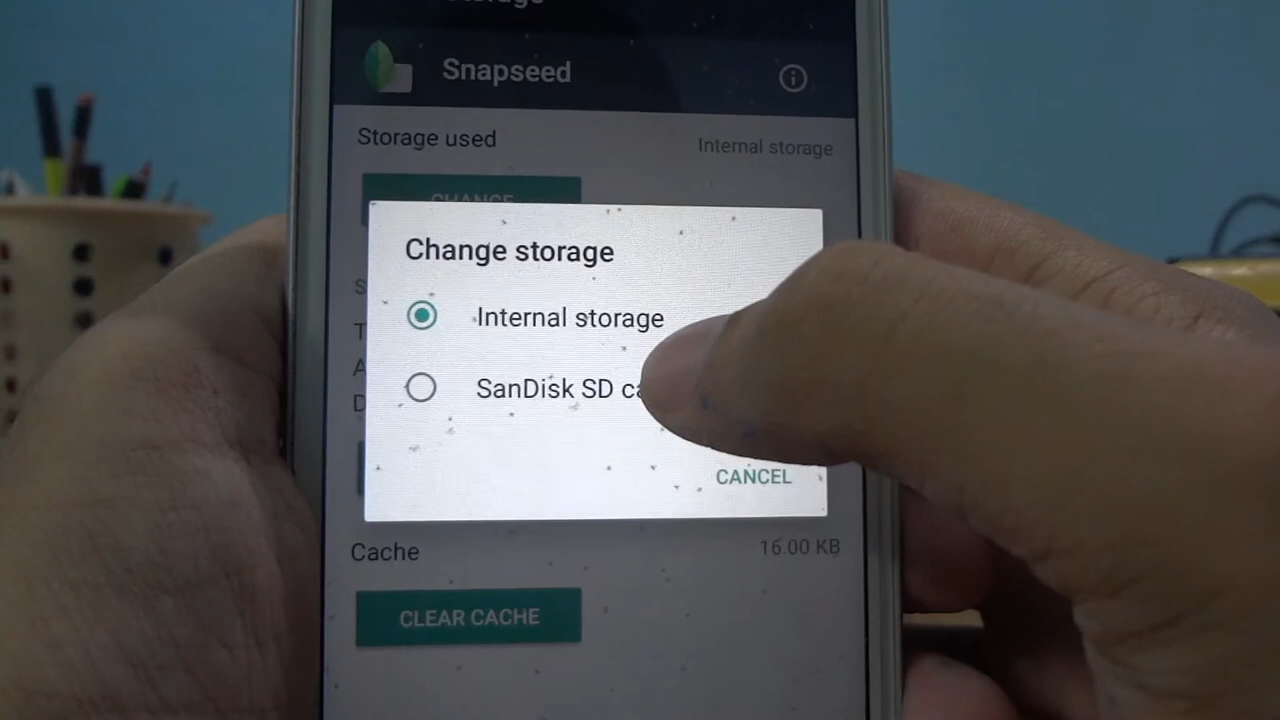 Snapseed
Storage used
Internal storage
Change storage
Internal storage
SanDisk SD
CANCEL
Cache
16.00 KB
CLEAR CACHE